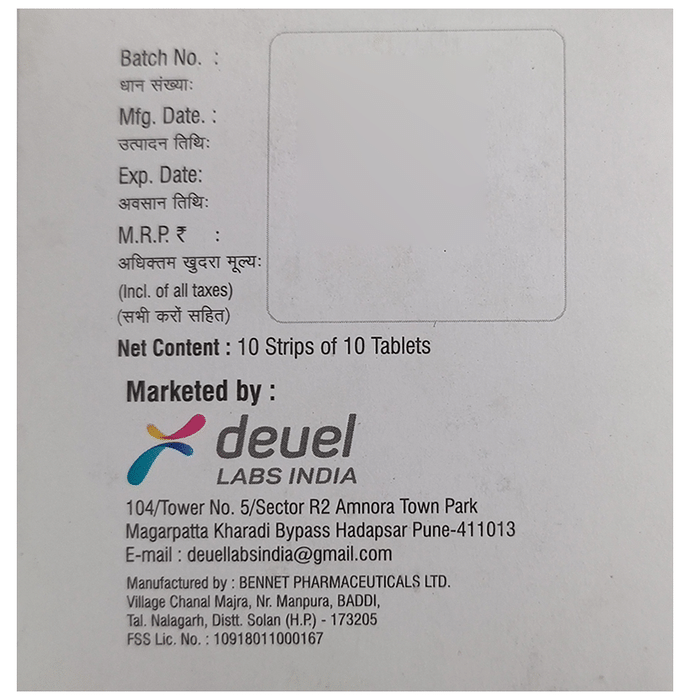 Batch No. :
धान संख्याः
Mfg. Date. :
उत्पादन तिथिः
Exp. Date:
अवसान तिथिः
M.R.P. ₹ :
अधिक्तम खुदरा मूल्यः
(Incl. of all taxes)
(सभी करों सहित)
Net Content : 10 Strips of 10 Tablets
Marketed by :
deuel
LABS INDIA
104/Tower No. 5/Sector R2 Amnora Town Park
Magarpatta Kharadi Bypass Hadapsar Pune-411013
E-mail : deuellabsindia@gmail.com
Manufactured by : BENNET PHARMACEUTICALS LTD.
Village Chanal Majra, Nr. Manpura, BADDI,
Tal. Nalagarh, Distt. Solan (H.P.) - 173205
FSS Lic. No. : 10918011000167